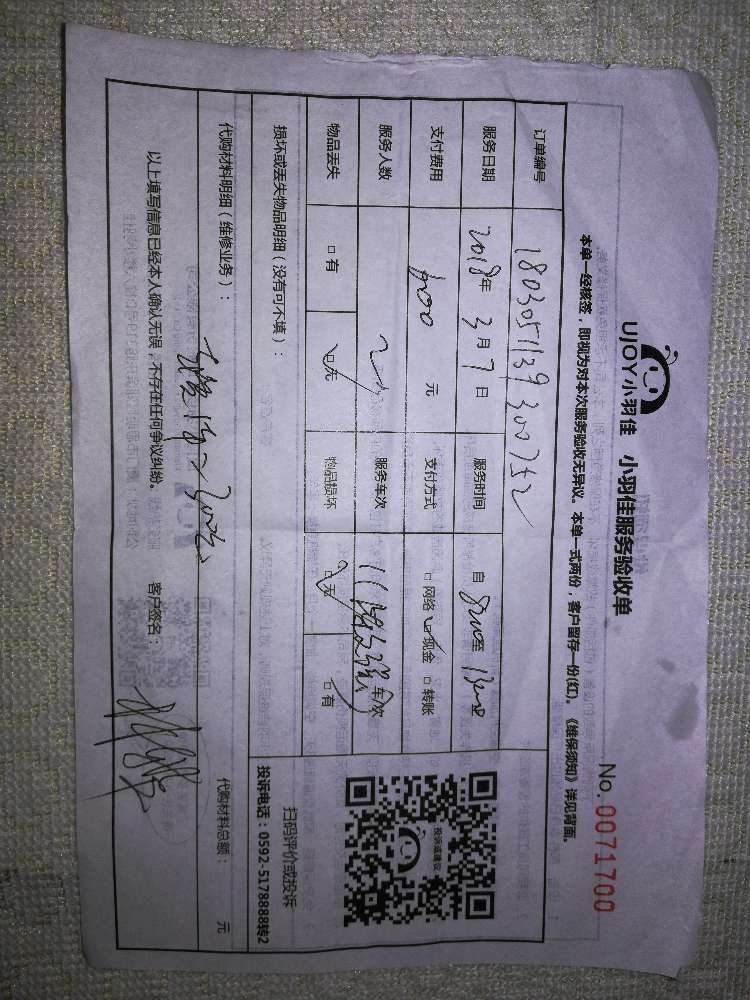 UJOY小羽佳 小羽佳服务验收单
No. 0071700
本单一经核签，即视为对本次服务验收无异议。本单一式两份，客户留存一份(红)。《维保须知》详见背面。
订单编号
服务日期 2018年3月7日 服务时间 自 8:00至
支付费用 元 支付方式 □ 网络 ☑ 现金 □ 转账
服务人数 2人 服务车次 1 车次
物品丢失 □ 有 ☑ 无 物品损坏 ☑ 无 □ 有
投诉或建议
扫码评价或投诉
投诉电话：0592-5178888转2
损坏或丢失物品明细（没有可不填）：
代购材料明细（维修业务）： 代购材料总额： 元
以上填写信息已经本人确认无误，不存在任何争议纠纷。 客户签名：